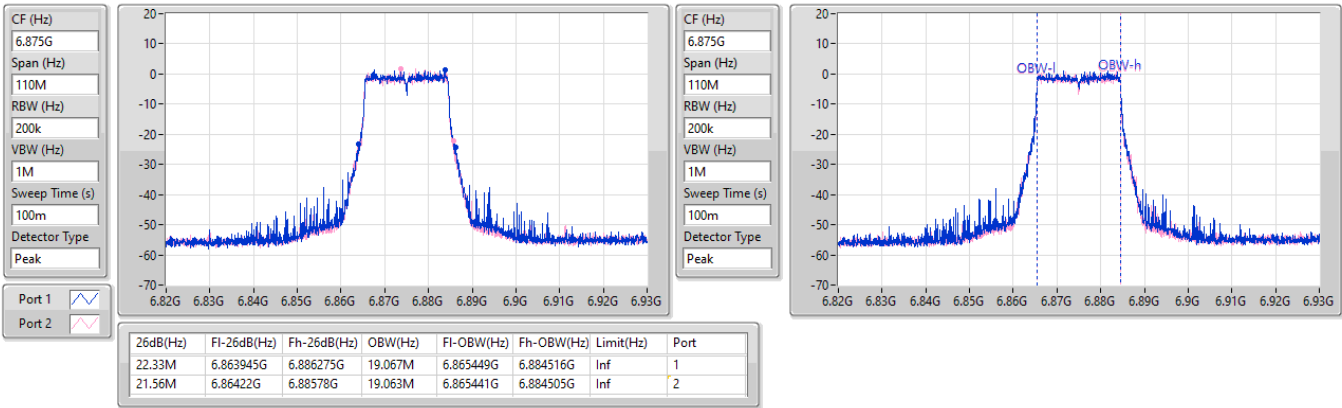 CF (Hz)
6.875G
Span (Hz)
110M
RBW (Hz)
200k
VBW (Hz)
1M
Sweep Time (s)
100m
Detector Type
Peak
Port 1
Port 2
20-
10-
0-
-10-
-20-
-30-
-40-
-50-
-60-
-70-
6.82G 6.83G 6.84G 6.85G 6.86G 6.87G 6.88G 6.89G 6.9G 6.91G 6.92G 6.93G
CF (Hz)
6.875G
Span (Hz)
110M
RBW (Hz)
200k
VBW (Hz)
1M
Sweep Time (s)
100m
Detector Type
Peak
20-
10-
0-
-10-
-20-
-30-
-40-
-50-
-60-
-70-
OBW-l OBW-h
6.82G 6.83G 6.84G 6.85G 6.86G 6.87G 6.88G 6.89G 6.9G 6.91G 6.92G 6.93G
26dB(Hz) Fl-26dB(Hz) Fh-26dB(Hz) OBW(Hz) Fl-OBW(Hz) Fh-OBW(Hz) Limit(Hz) Port
22.33M 6.863945G 6.886275G 19.067M 6.865449G 6.884516G Inf 1
21.56M 6.86422G 6.88578G 19.063M 6.865441G 6.884505G Inf 2